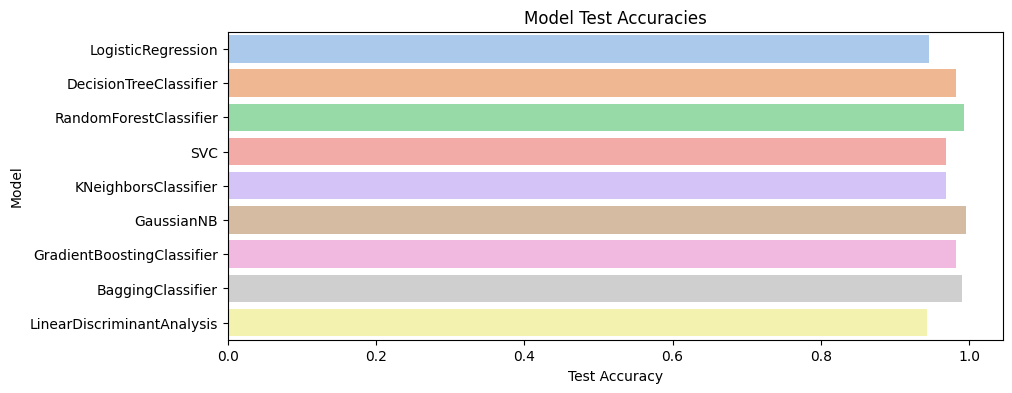 Model Test Accuracies
Model
LogisticRegression
DecisionTreeClassifier
RandomForestClassifier
SVC
KNeighborsClassifier
GaussianNB
GradientBoostingClassifier
BaggingClassifier
LinearDiscriminantAnalysis
0.0 0.2 0.4 0.6 0.8 1.0
Test Accuracy